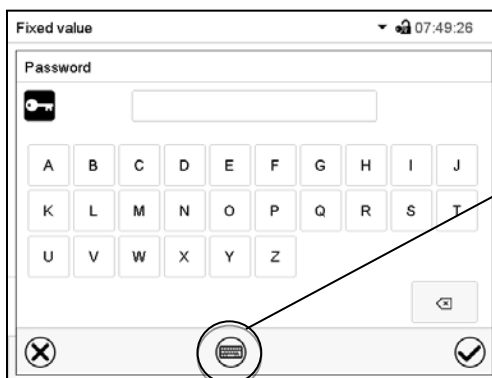 Fixed value 07:49:26
Password
A B C D E F G H I J
K L M N O P Q R S T
U V W X Y Z